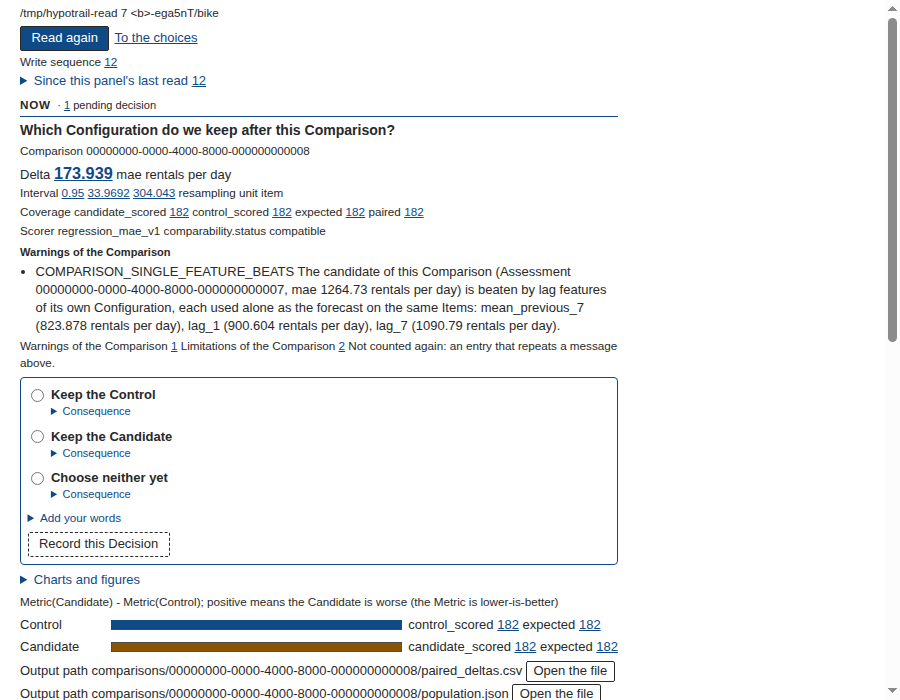 /tmp/hypotrail-read 7 <b>-ega5nT/bike
Read again To the choices
Write sequence 12
Since this panel's last read 12
NOW · 1 pending decision
Which Configuration do we keep after this Comparison?
Comparison 00000000-0000-4000-8000-000000000008
Delta 173.939 mae rentals per day
Interval 0.95 33.9692 304.043 resampling unit item
Coverage candidate_scored 182 control_scored 182 expected 182 paired 182
Scorer regression_mae_v1 comparability.status compatible
Warnings of the Comparison
• COMPARISON_SINGLE_FEATURE_BEATS The candidate of this Comparison (Assessment
00000000-0000-4000-8000-000000000007, mae 1264.73 rentals per day) is beaten by lag features
of its own Configuration, each used alone as the forecast on the same Items: mean_previous_7
(823.878 rentals per day), lag_1 (900.604 rentals per day), lag_7 (1090.79 rentals per day).
Warnings of the Comparison 1 Limitations of the Comparison 2 Not counted again: an entry that repeats a message
above.
Keep the Control
Consequence
Keep the Candidate
Consequence
Choose neither yet
Consequence
Add your words
Record this Decision
Charts and figures
Metric(Candidate) - Metric(Control); positive means the Candidate is worse (the Metric is lower-is-better)
Control control_scored 182 expected 182
Candidate candidate_scored 182 expected 182
Output path comparisons/00000000-0000-4000-8000-000000000008/paired_deltas.csv Open the file
Output path comparisons/00000000-0000-4000-8000-000000000008/population.json Open the file